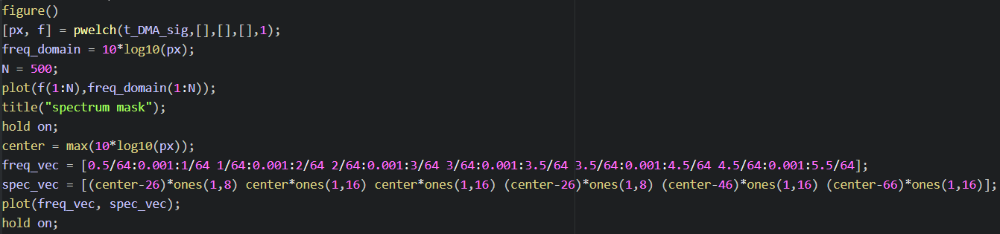 figure()
[px, f] = pwelch(t_DMA_sig,[],[],[],1);
freq_domain = 10*log10(px);
N = 500;
plot(f(1:N),freq_domain(1:N));
title("spectrum mask");
hold on;
center = max(10*log10(px));
freq_vec = [0.5/64:0.001:1/64 1/64:0.001:2/64 2/64:0.001:3/64 3/64:0.001:3.5/64 3.5/64:0.001:4.5/64 4.5/64:0.001:5.5/64];
spec_vec = [(center-26)*ones(1,8) center*ones(1,16) center*ones(1,16) (center-26)*ones(1,8) (center-46)*ones(1,16) (center-66)*ones(1,16)];
plot(freq_vec, spec_vec);
hold on;